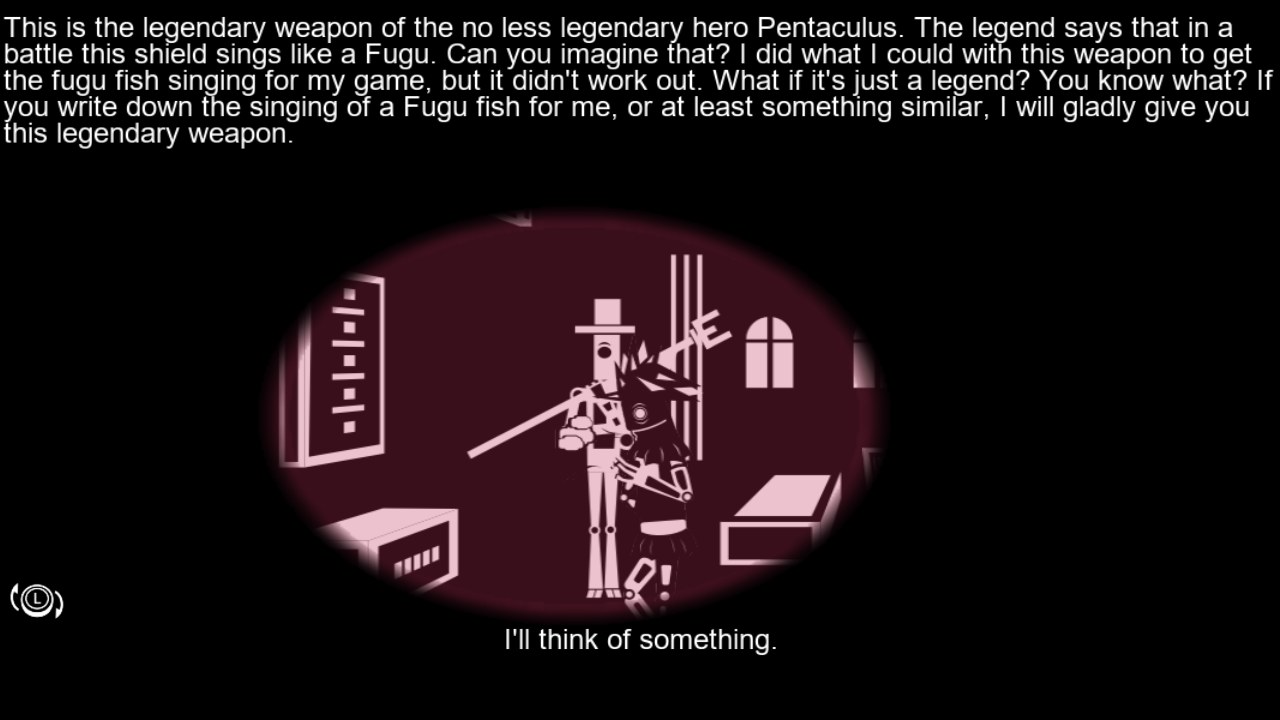 This is the legendary weapon of the no less legendary hero Pentaculus. The legend says that in a
battle this shield sings like a Fugu. Can you imagine that? I did what I could with this weapon to get
the fugu fish singing for my game, but it didn't work out. What if it's just a legend? You know what? If
you write down the singing of a Fugu fish for me, or at least something similar, I will gladly give you
this legendary weapon.
L
I'll think of something.